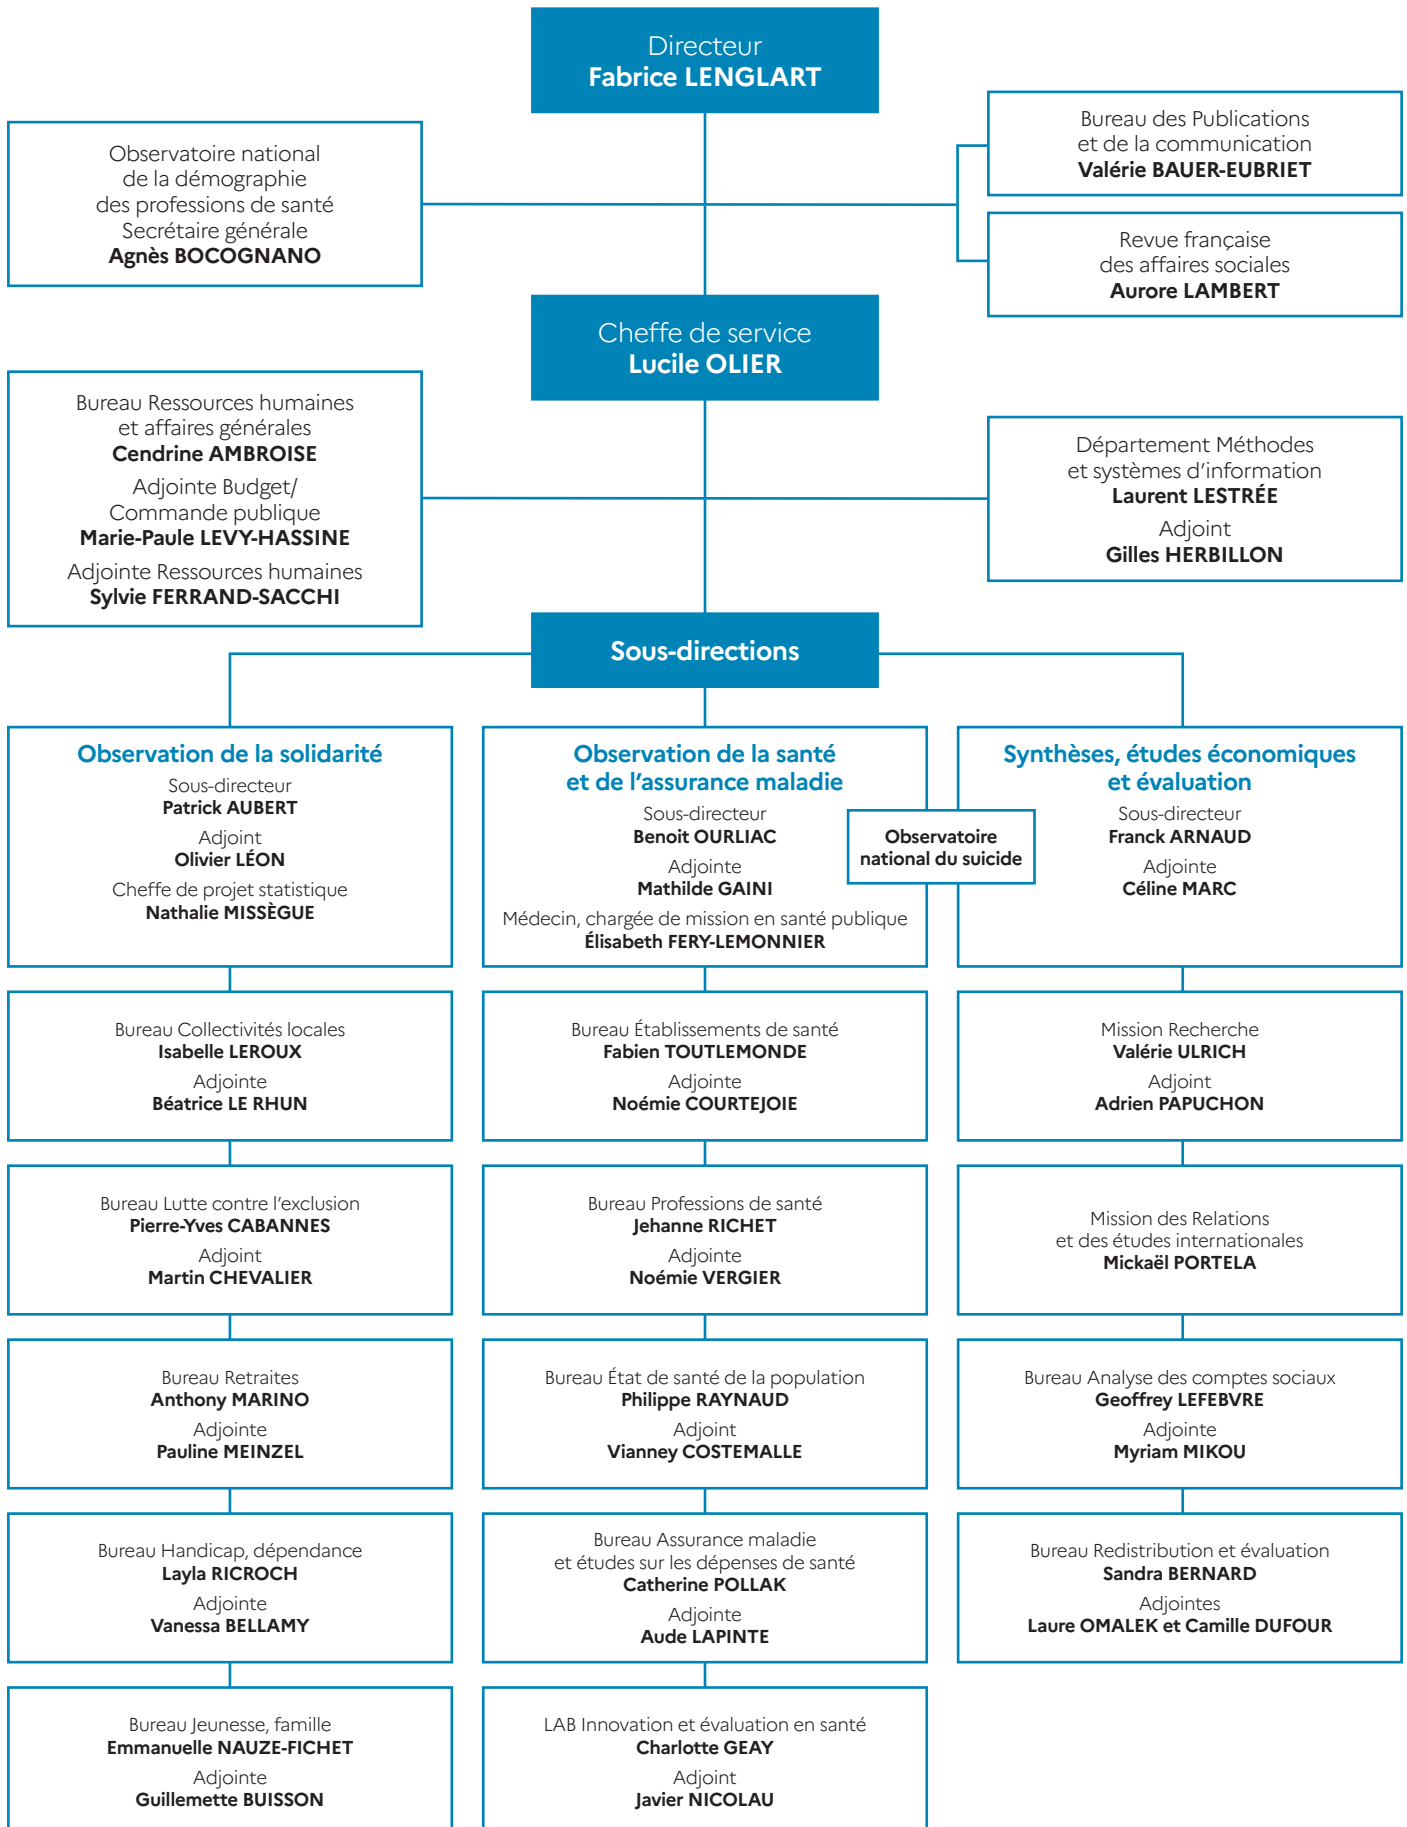 Directeur
Fabrice LENGLART
Observatoire national
de la démographie
des professions de santé
Secrétaire générale
Agnès BOCOGNANO
Bureau des Publications
et de la communication
Valérie BAUER-EUBRIET
Revue française
des affaires sociales
Aurore LAMBERT
Cheffe de service
Lucile OLIER
Bureau Ressources humaines
et affaires générales
Cendrine AMBROISE
Adjointe Budget/
Commande publique
Marie-Paule LEVY-HASSINE
Adjointe Ressources humaines
Sylvie FERRAND-SACCHI
Département Méthodes
et systèmes d’information
Laurent LESTRÉE
Adjoint
Gilles HERBILLON
Sous-directions
Observation de la solidarité
Sous-directeur
Patrick AUBERT
Adjoint
Olivier LÉON
Cheffe de projet statistique
Nathalie MISSÈGUE
Bureau Collectivités locales
Isabelle LEROUX
Adjointe
Béatrice LE RHUN
Bureau Lutte contre l’exclusion
Pierre-Yves CABANNES
Adjoint
Martin CHEVALIER
Bureau Retraites
Anthony MARINO
Adjointe
Pauline MEINZEL
Bureau Handicap, dépendance
Layla RICROCH
Adjointe
Vanessa BELLAMY
Bureau Jeunesse, famille
Emmanuelle NAUZE-FICHET
Adjointe
Guillemette BUISSON
Observation de la santé
et de l’assurance maladie
Sous-directeur
Benoit OURLIAC
Adjointe
Mathilde GAINI
Médecin, chargée de mission en santé publique
Élisabeth FERY-LEMONNIER
Observatoire
national du suicide
Bureau Établissements de santé
Fabien TOUTLEMONDE
Adjointe
Noémie COURTEJOIE
Bureau Professions de santé
Jehanne RICHET
Adjointe
Noémie VERGIER
Bureau État de santé de la population
Philippe RAYNAUD
Adjoint
Vianney COSTEMALLE
Bureau Assurance maladie
et études sur les dépenses de santé
Catherine POLLAK
Adjointe
Aude LAPINTE
LAB Innovation et évaluation en santé
Charlotte GEAY
Adjoint
Javier NICOLAU
Synthèses, études économiques
et évaluation
Sous-directeur
Franck ARNAUD
Adjointe
Céline MARC
Mission Recherche
Valérie ULRICH
Adjoint
Adrien PAPUCHON
Mission des Relations
et des études internationales
Mickaël PORTELA
Bureau Analyse des comptes sociaux
Geoffrey LEFEBVRE
Adjointe
Myriam MIKOU
Bureau Redistribution et évaluation
Sandra BERNARD
Adjointes
Laure OMALEK et Camille DUFOUR